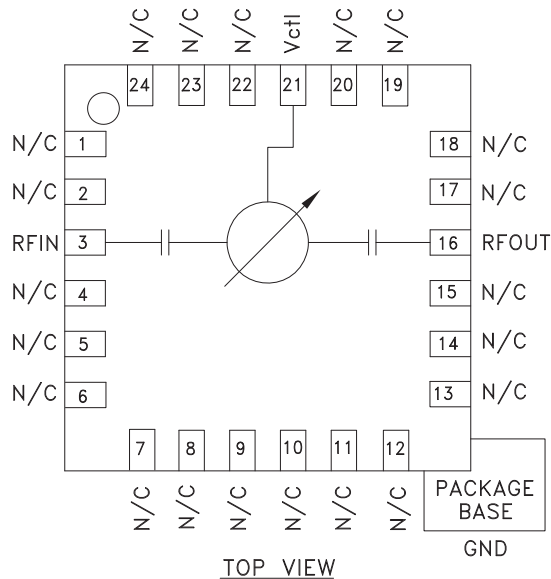 N/C N/C N/C Vctl N/C N/C
24 23 22 21 20 19
N/C 1 18 N/C
N/C 2 17 N/C
RFIN 3 16 RFOUT
N/C 4 15 N/C
N/C 5 14 N/C
N/C 6 13 N/C
7 8 9 10 11 12
N/C N/C N/C N/C N/C N/C
PACKAGE
BASE
GND
TOP VIEW